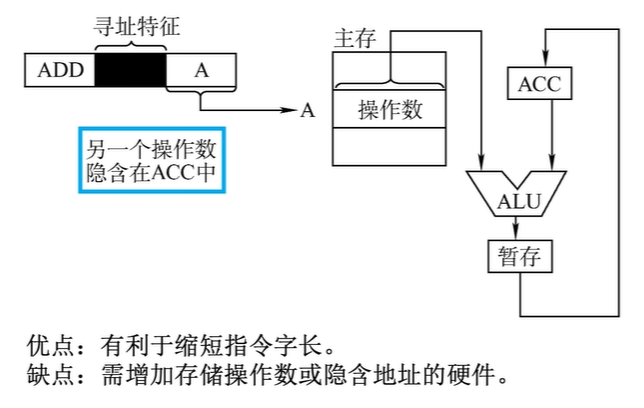 寻址特征
ADD
A
A
另一个操作数
隐含在ACC中
主存
操作数
ACC
ALU
暂存
优点：有利于缩短指令字长。
缺点：需增加存储操作数或隐含地址的硬件。